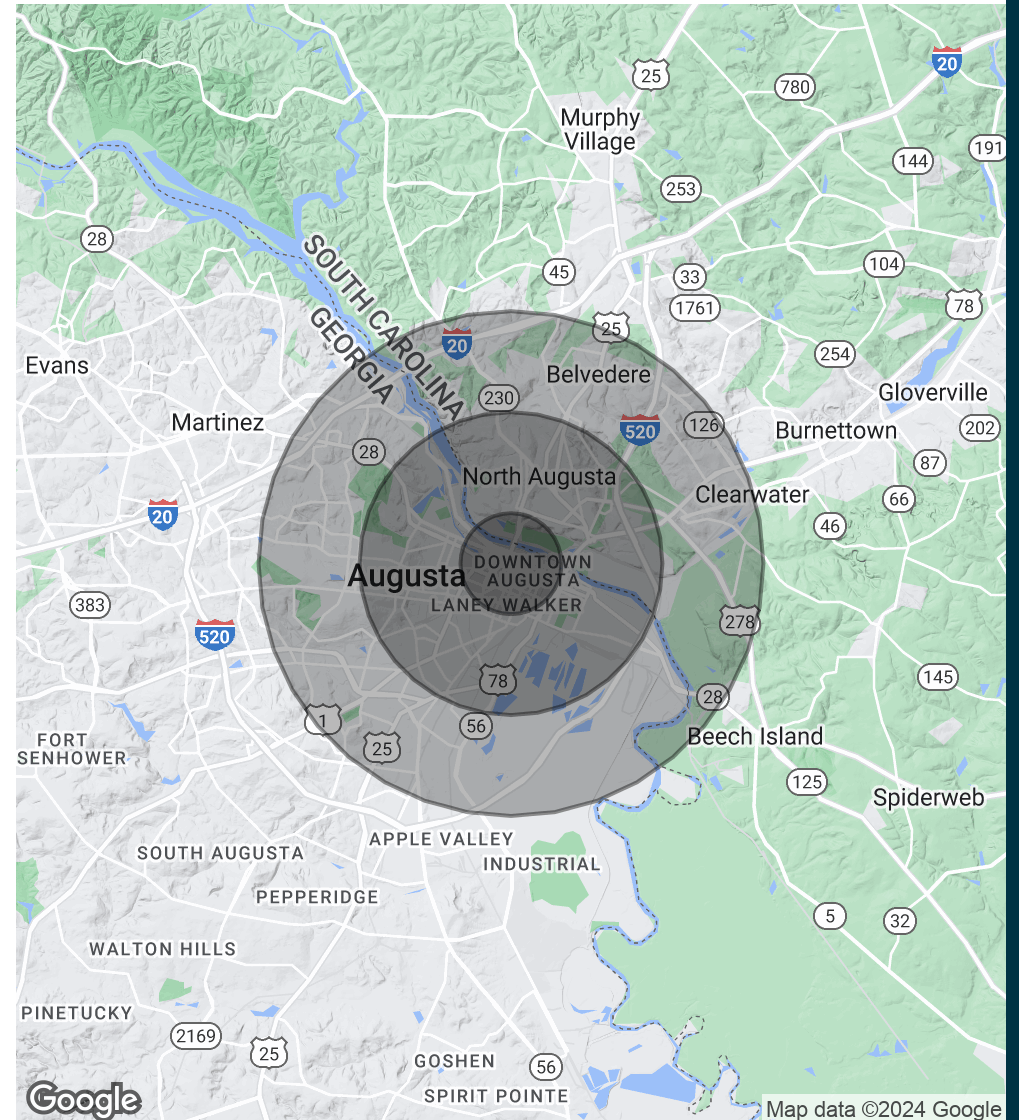 25
20
780
Murphy
Village
191
144
253
28
SOUTH CAROLINA
GEORGIA
45
33
104
1761
78
25
20
254
Evans
Belvedere
Gloverville
230
Martinez
126
520
Burnettown
202
28
87
North Augusta
Clearwater
66
20
46
DOWNTOWN
AUGUSTA
Augusta
LANEY WALKER
383
278
520
145
78
28
1
56
25
FORT
SENHOWER
Beech Island
125
Spiderweb
APPLE VALLEY
SOUTH AUGUSTA
INDUSTRIAL
PEPPERIDGE
5
32
WALTON HILLS
PINETUCKY
2169
25
GOSHEN
56
SPIRIT POINTE
Google
Map data ©2024 Google